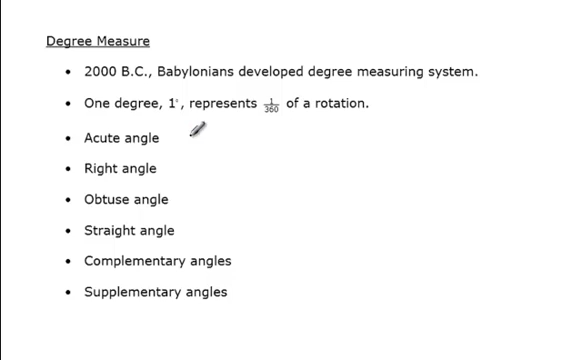 Degree Measure
• 2000 B.C., Babylonians developed degree measuring system.
• One degree, 1°, represents 1/360 of a rotation.
• Acute angle
• Right angle
• Obtuse angle
• Straight angle
• Complementary angles
• Supplementary angles